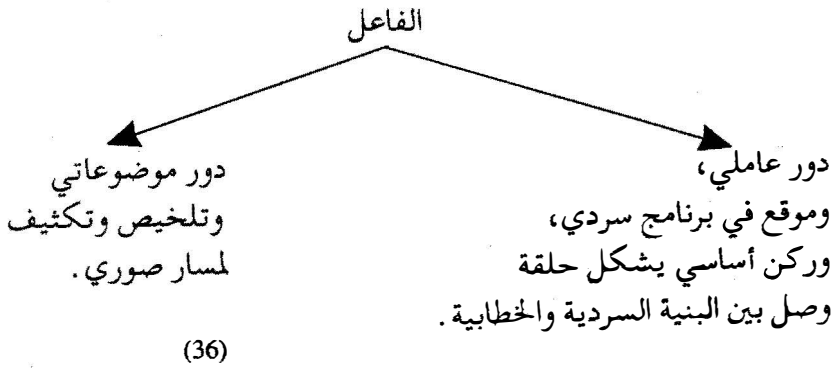 الفاعل
دور عاملي،
وموقع في برنامج سردي،
وركن أساسي يشكل حلقة
وصل بين البنية السردية والخطابية.
دور موضوعاتي
وتلخيص وتكثيف
لمسار صوري.
(36)